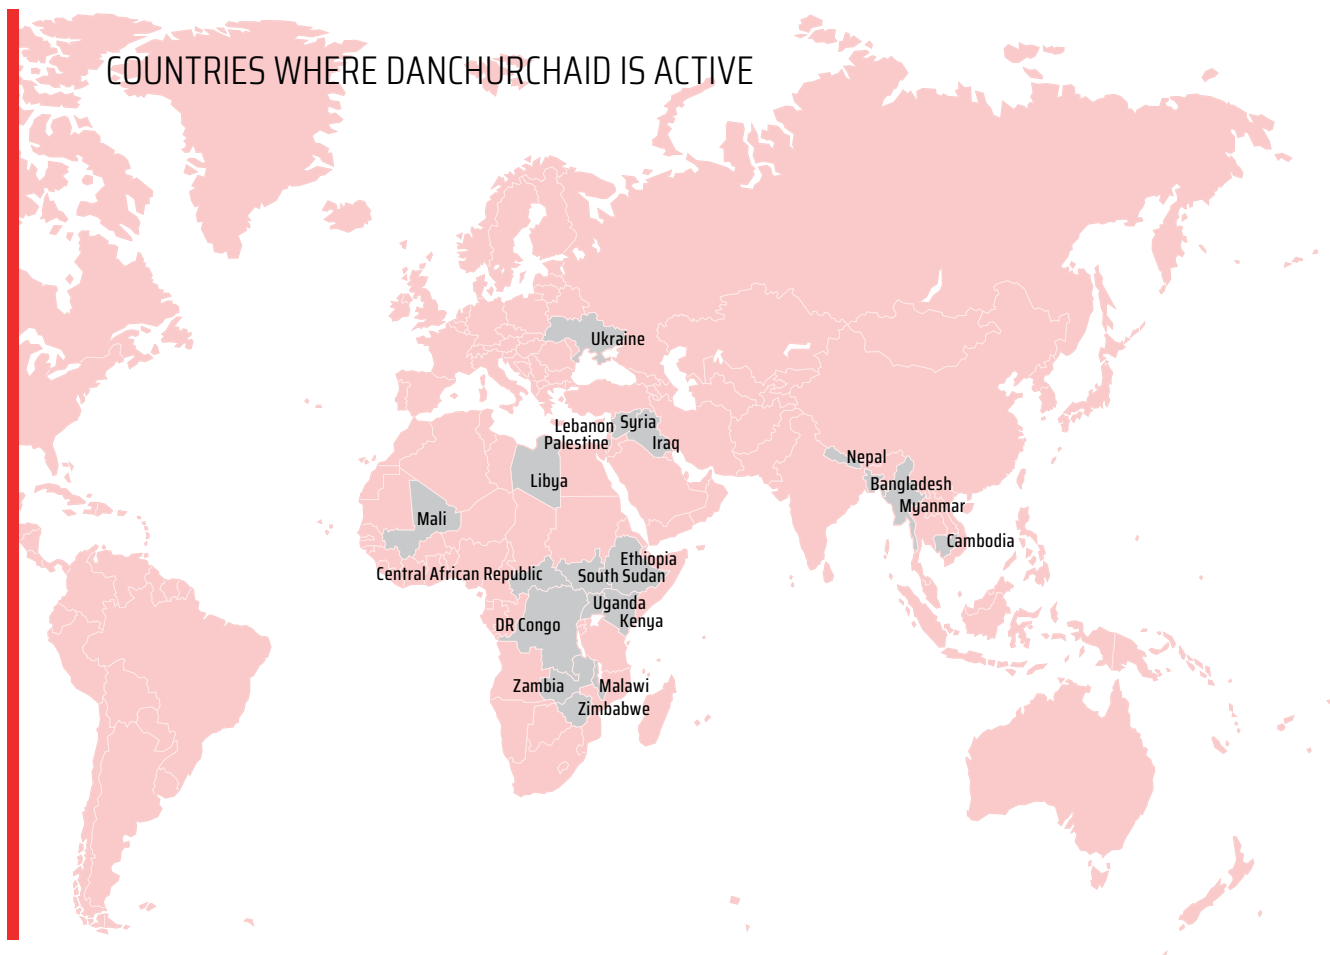 COUNTRIES WHERE DANCHURCHAID IS ACTIVE
Ukraine
Lebanon
Syria
Palestine
Iraq
Libya
Nepal
Bangladesh
Myanmar
Mali
Cambodia
Ethiopia
Central African Republic
South Sudan
Uganda
Kenya
DR Congo
Zambia
Malawi
Zimbabwe